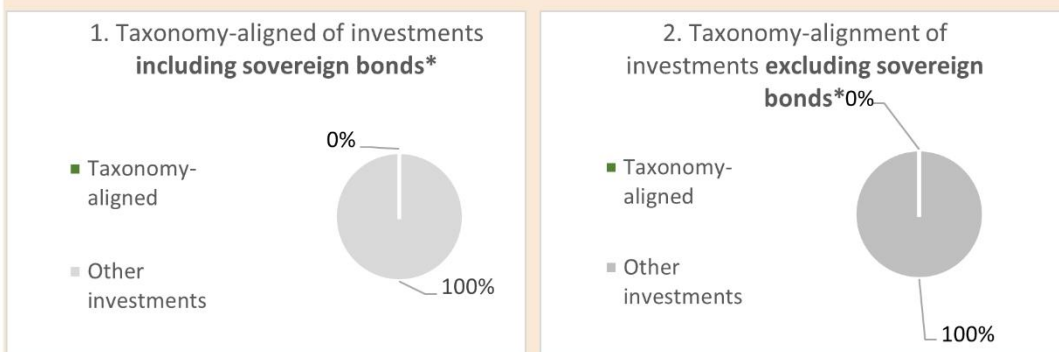 1. Taxonomy-aligned of investments
including sovereign bonds*
0%
Taxonomy-
aligned
Other
investments
100%
2. Taxonomy-alignment of
investments excluding sovereign
bonds*0%
Taxonomy-
aligned
Other
investments
100%